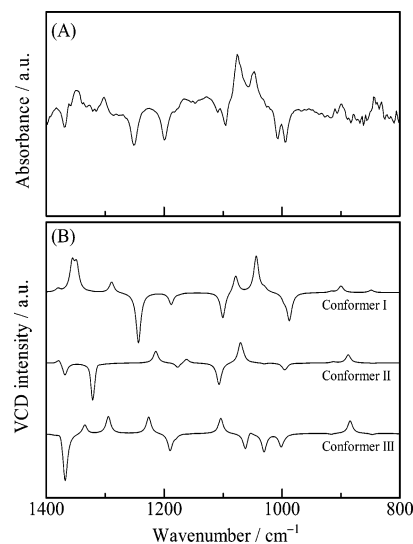 (A)
Absorbance / a.u.
(B)
VCD intensity / a.u.
Conformer I
Conformer II
Conformer III
1400 1200 1000 800
Wavenumber / cm⁻¹